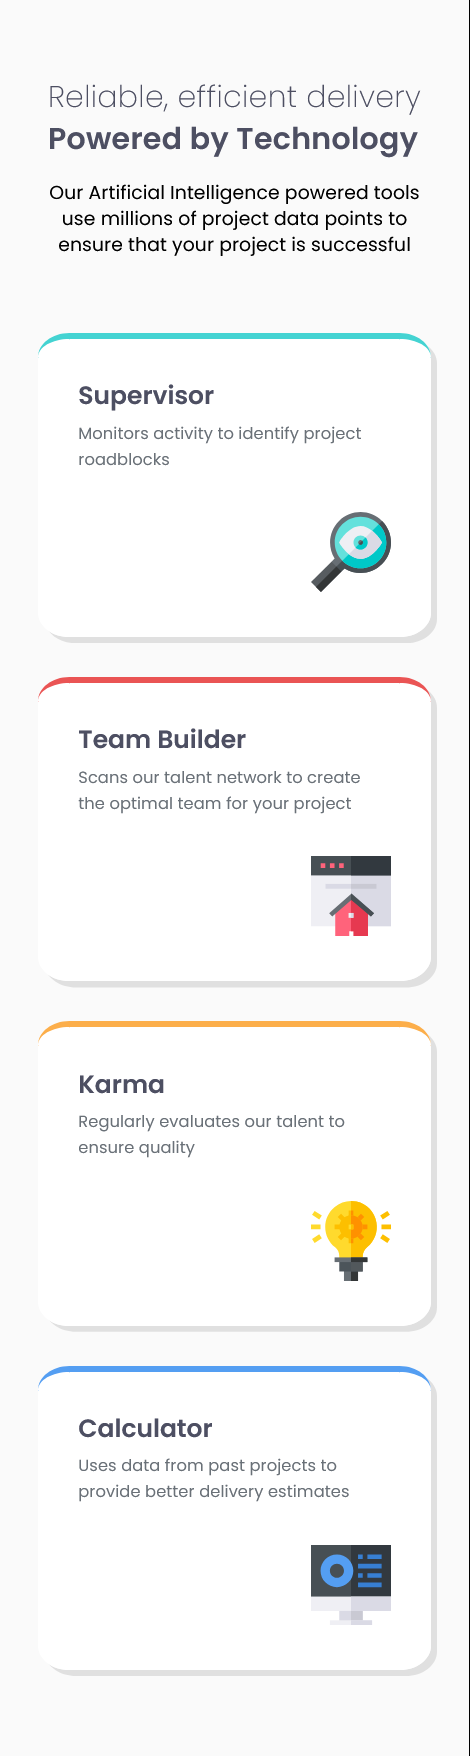 Reliable, efficient delivery
Powered by Technology
Our Artificial Intelligence powered tools
use millions of project data points to
ensure that your project is successful
Supervisor
Monitors activity to identify project
roadblocks
Team Builder
Scans our talent network to create
the optimal team for your project
Karma
Regularly evaluates our talent to
ensure quality
Calculator
Uses data from past projects to
provide better delivery estimates